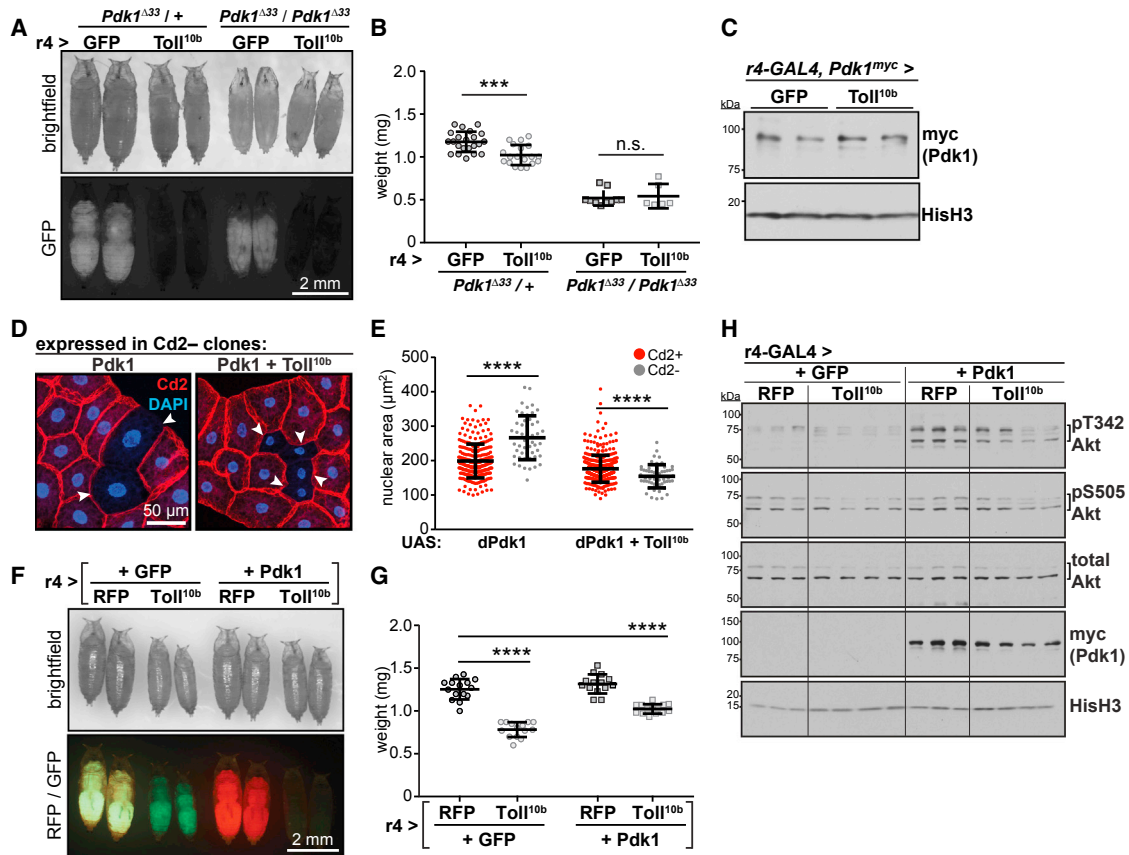 A
Pdk1Δ33 / +
Pdk1Δ33 / Pdk1Δ33
r4 >
GFP
Toll10b
GFP
Toll10b
brightfield
GFP
2 mm
B
weight (mg)
2.0
1.5
1.0
0.5
0.0
***
n.s.
r4 >
GFP
Toll10b
GFP
Toll10b
Pdk1Δ33 / +
Pdk1Δ33 / Pdk1Δ33
C
r4-GAL4, Pdk1myc >
GFP
Toll10b
kDa
100
75
20
myc
(Pdk1)
HisH3
D
expressed in Cd2– clones:
Pdk1
Pdk1 + Toll10b
Cd2
DAPI
50 µm
E
nuclear area (µm2)
500
400
300
200
100
0
****
****
Cd2+
Cd2-
UAS:
dPdk1
dPdk1 + Toll10b
F
r4 >
+ GFP
+ Pdk1
RFP
Toll10b
RFP
Toll10b
brightfield
RFP / GFP
2 mm
G
weight (mg)
2.0
1.5
1.0
0.5
0.0
****
****
r4 >
RFP
Toll10b
RFP
Toll10b
+ GFP
+ Pdk1
H
r4-GAL4 >
+ GFP
+ Pdk1
kDa
RFP
Toll10b
RFP
Toll10b
100
75
50
pT342
Akt
100
75
50
pS505
Akt
100
75
50
total
Akt
100
75
myc
(Pdk1)
20
15
HisH3